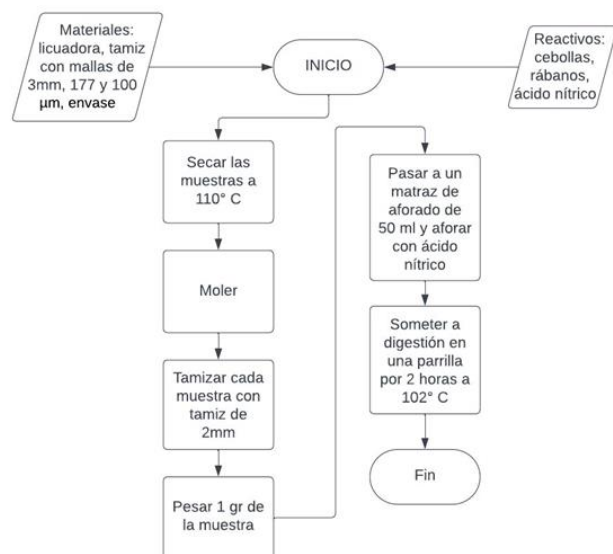 Materiales:
licuadora, tamiz
con mallas de
3mm, 177 y 100
µm, envase
INICIO
Reactivos:
cebollas,
rábanos,
ácido nítrico
Secar las
muestras a
110° C
Moler
Tamizar cada
muestra con
tamiz de
2mm
Pesar 1 gr de
la muestra
Pasar a un
matraz de
aforado de
50 ml y aforar
con ácido
nítrico
Someter a
digestión en
una parrilla
por 2 horas a
102° C
Fin